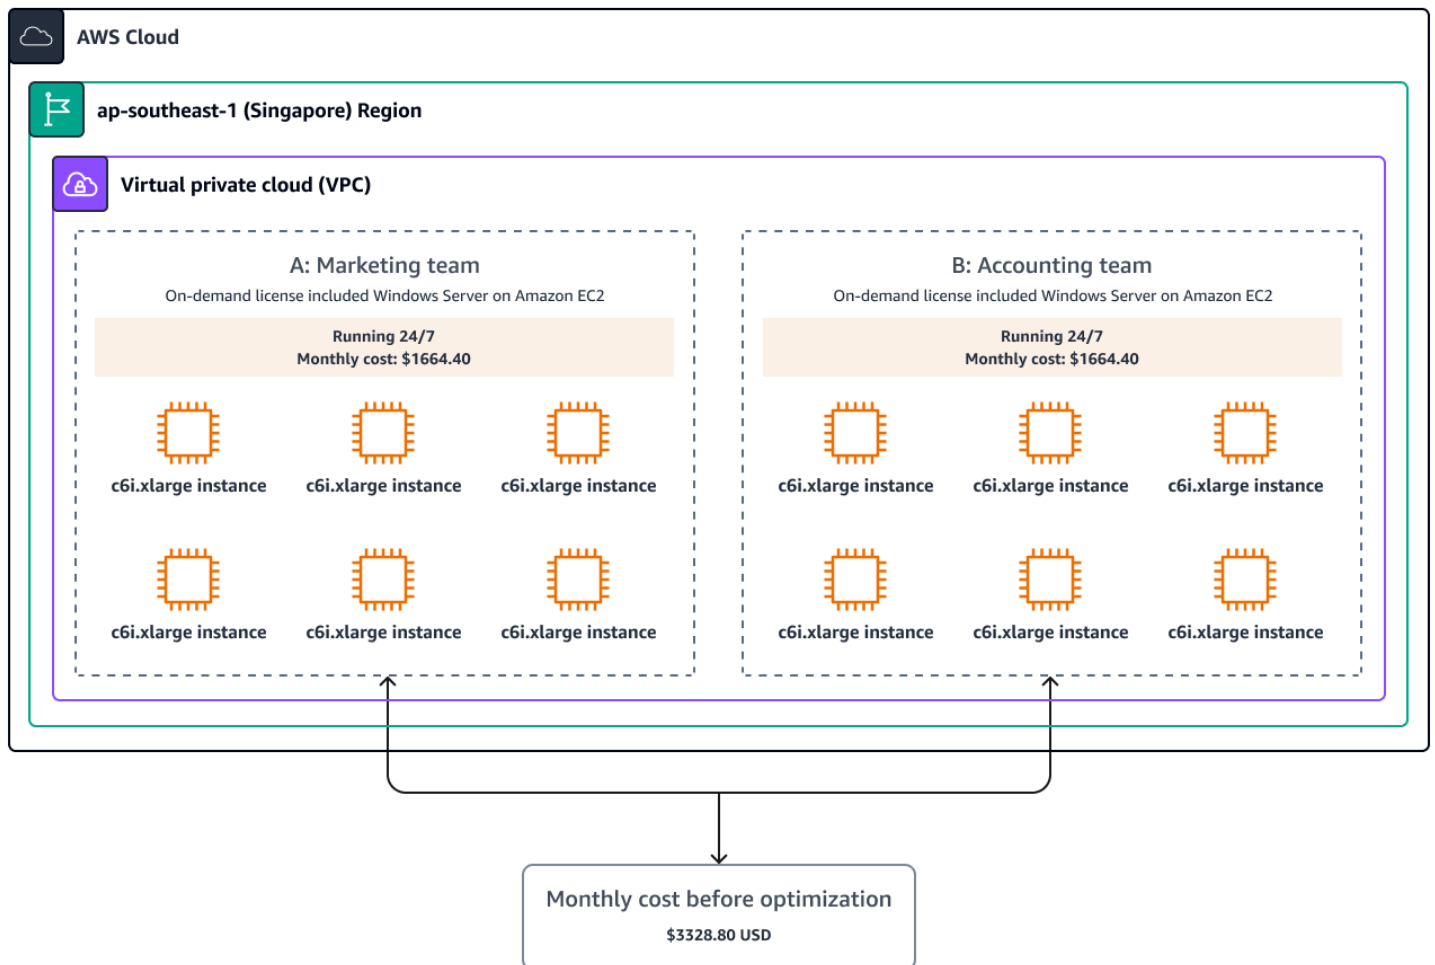 AWS Cloud
ap-southeast-1 (Singapore) Region
Virtual private cloud (VPC)
A: Marketing team
On-demand license included Windows Server on Amazon EC2
Running 24/7
Monthly cost: $1664.40
c6i.xlarge instance
c6i.xlarge instance
c6i.xlarge instance
c6i.xlarge instance
c6i.xlarge instance
c6i.xlarge instance
B: Accounting team
On-demand license included Windows Server on Amazon EC2
Running 24/7
Monthly cost: $1664.40
c6i.xlarge instance
c6i.xlarge instance
c6i.xlarge instance
c6i.xlarge instance
c6i.xlarge instance
c6i.xlarge instance
Monthly cost before optimization
$3328.80 USD